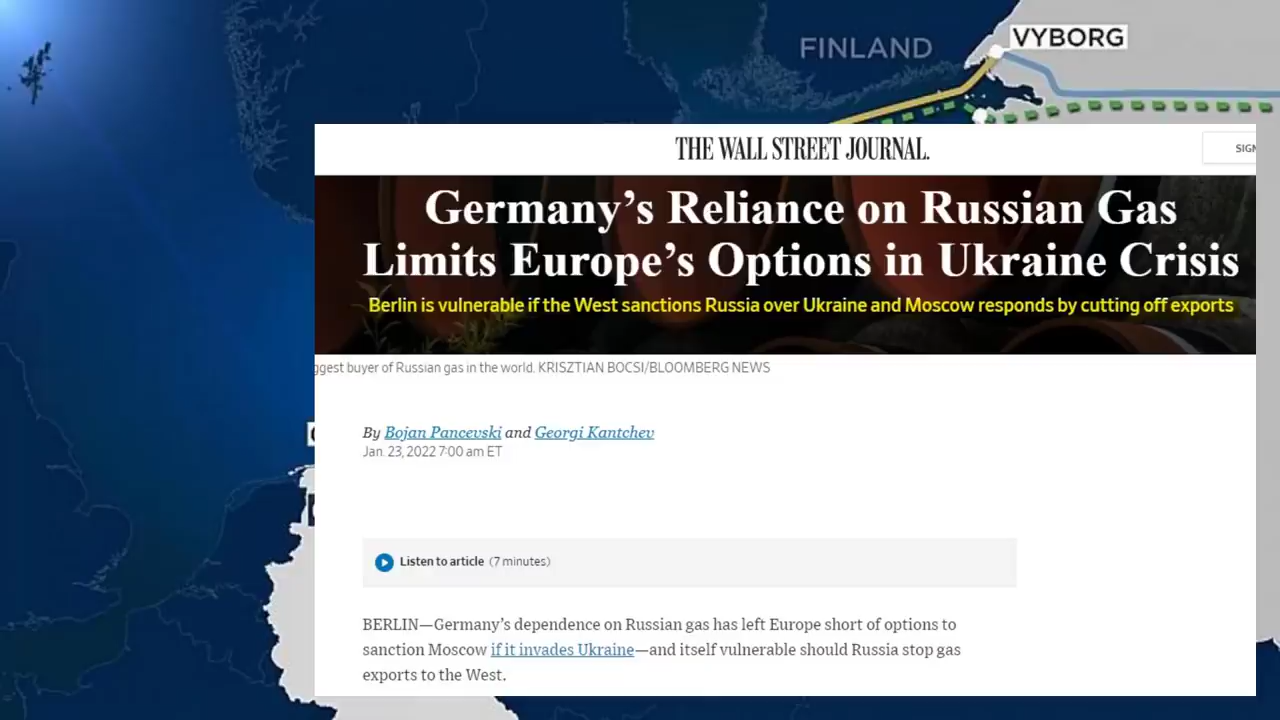 FINLAND
VYBORG
THE WALL STREET JOURNAL.
Germany’s Reliance on Russian Gas
Limits Europe’s Options in Ukraine Crisis
Berlin is vulnerable if the West sanctions Russia over Ukraine and Moscow responds by cutting off exports
buyer of Russian gas in the world. KRISZTIAN BOCSI/BLOOMBERG NEWS
By Bojan Pancevski and Georgi Kantchev
Jan. 23, 2022 7:00 am ET
Listen to article (7 minutes)
BERLIN—Germany’s dependence on Russian gas has left Europe short of options to
sanction Moscow if it invades Ukraine—and itself vulnerable should Russia stop gas
exports to the West.